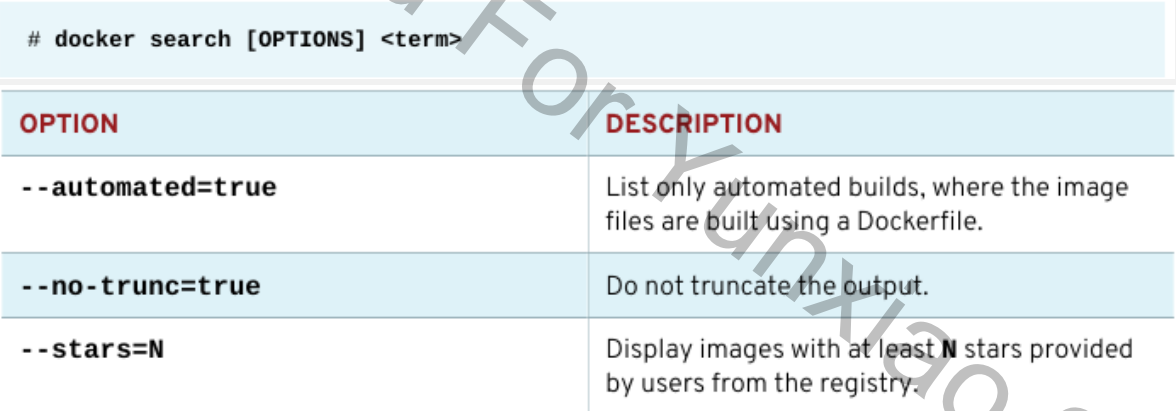 # docker search [OPTIONS] <term>
OPTION DESCRIPTION
--automated=true List only automated builds, where the image
files are built using a Dockerfile.
--no-trunc=true Do not truncate the output.
--stars=N Display images with at least N stars provided
by users from the registry.
For Yunxiao